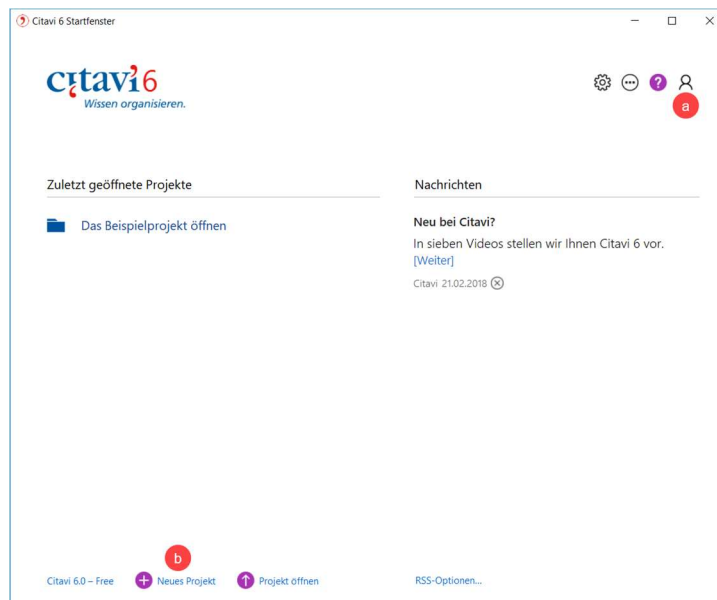 Citavi 6 Startfenster
citavi 6
Wissen organisieren.
?
a
Zuletzt geöffnete Projekte
Das Beispielprojekt öffnen
Nachrichten
Neu bei Citavi?
In sieben Videos stellen wir Ihnen Citavi 6 vor.
[Weiter]
Citavi 21.02.2018
b
Citavi 6.0 – Free
Neues Projekt
Projekt öffnen
RSS-Optionen...